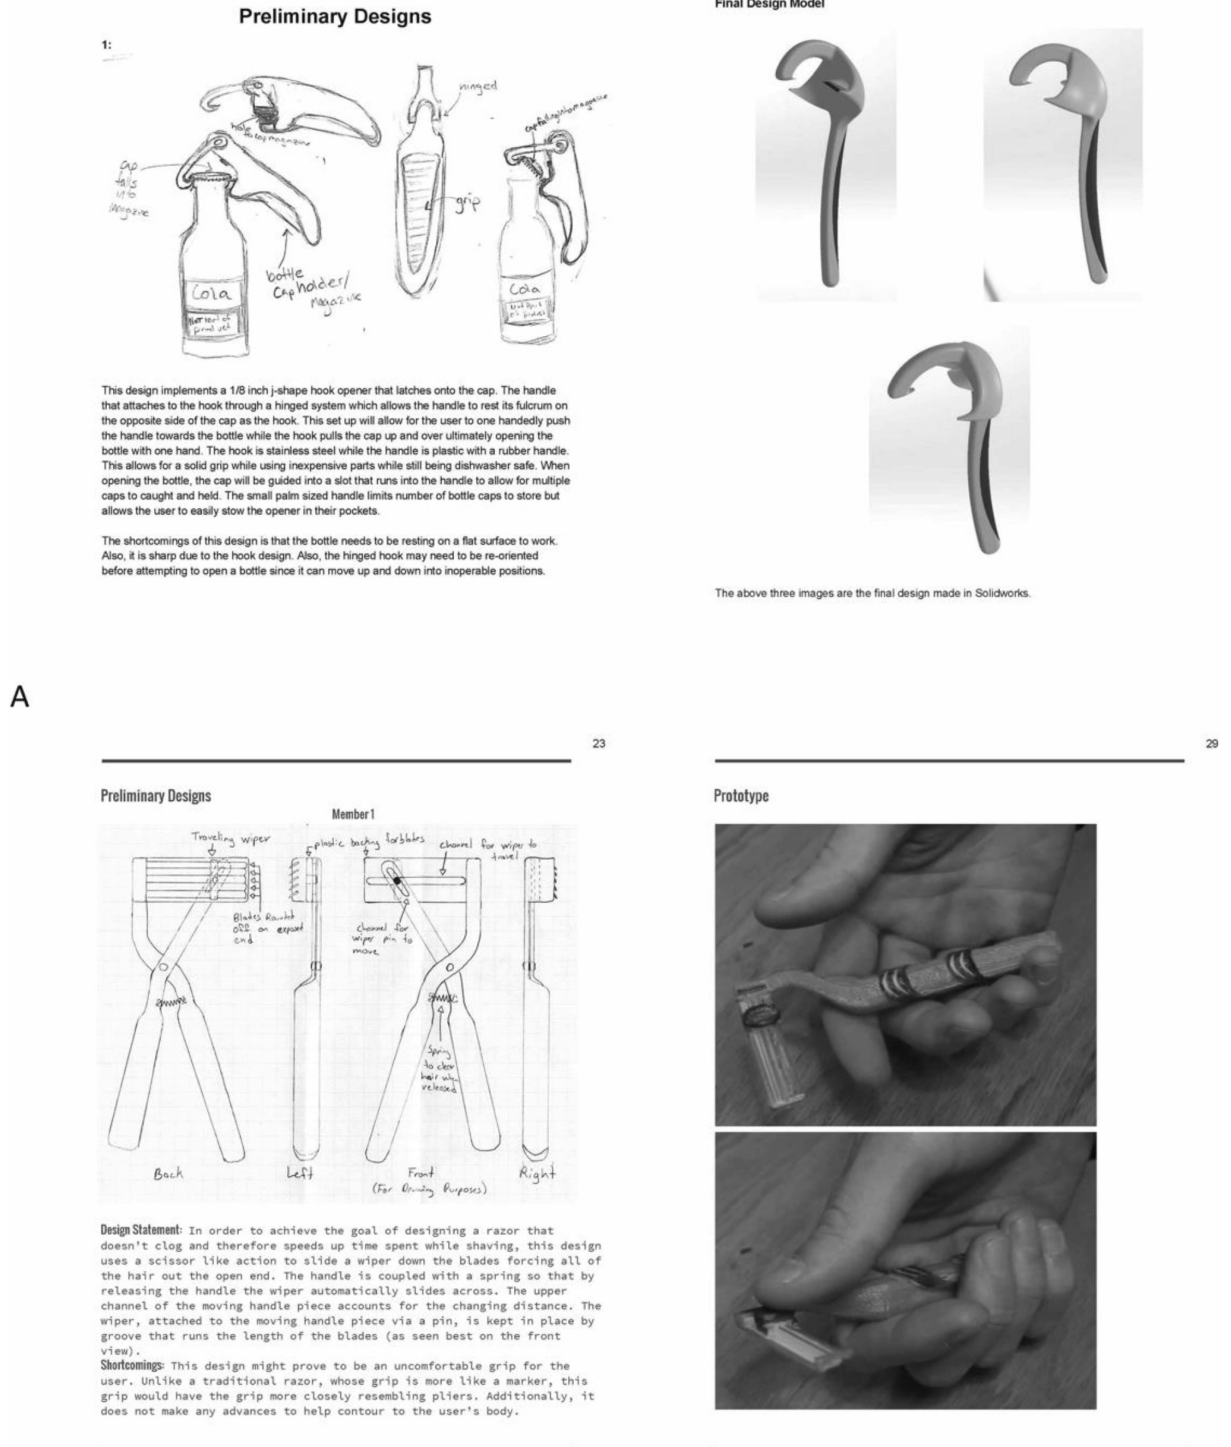 Preliminary Designs
1:
hinged
hole
to cap magazine
cap falling into magazine
cap
falls
into
magazine
grip
bottle
cap holder/
magazine
Cola
Not part of
product
Cola
Not part
of product
This design implements a 1/8 inch j-shape hook opener that latches onto the cap. The handle
that attaches to the hook through a hinged system which allows the handle to rest its fulcrum on
the opposite side of the cap as the hook. This set up will allow for the user to one handedly push
the handle towards the bottle while the hook pulls the cap up and over ultimately opening the
bottle with one hand. The hook is stainless steel while the handle is plastic with a rubber handle.
This allows for a solid grip while using inexpensive parts while still being dishwasher safe. When
opening the bottle, the cap will be guided into a slot that runs into the handle to allow for multiple
caps to caught and held. The small palm sized handle limits number of bottle caps to store but
allows the user to easily stow the opener in their pockets.
The shortcomings of this design is that the bottle needs to be resting on a flat surface to work.
Also, it is sharp due to the hook design. Also, the hinged hook may need to be re-oriented
before attempting to open a bottle since it can move up and down into inoperable positions.
Final Design Model
The above three images are the final design made in Solidworks.
A
23
Preliminary Designs
Member 1
Traveling wiper
plastic backing for blades
channel for wiper to
travel
Blades Rounded
off on exposed
end
channel for
wiper pin to
move
Spring
to clear
hair when
released
Back
Left
Front
(For Drawing Purposes)
Right
Design Statement: In order to achieve the goal of designing a razor that
doesn't clog and therefore speeds up time spent while shaving, this design
uses a scissor like action to slide a wiper down the blades forcing all of
the hair out the open end. The handle is coupled with a spring so that by
releasing the handle the wiper automatically slides across. The upper
channel of the moving handle piece accounts for the changing distance. The
wiper, attached to the moving handle piece via a pin, is kept in place by
groove that runs the length of the blades (as seen best on the front
view).
Shortcomings: This design might prove to be an uncomfortable grip for the
user. Unlike a traditional razor, whose grip is more like a marker, this
grip would have the grip more closely resembling pliers. Additionally, it
does not make any advances to help contour to the user's body.
29
Prototype